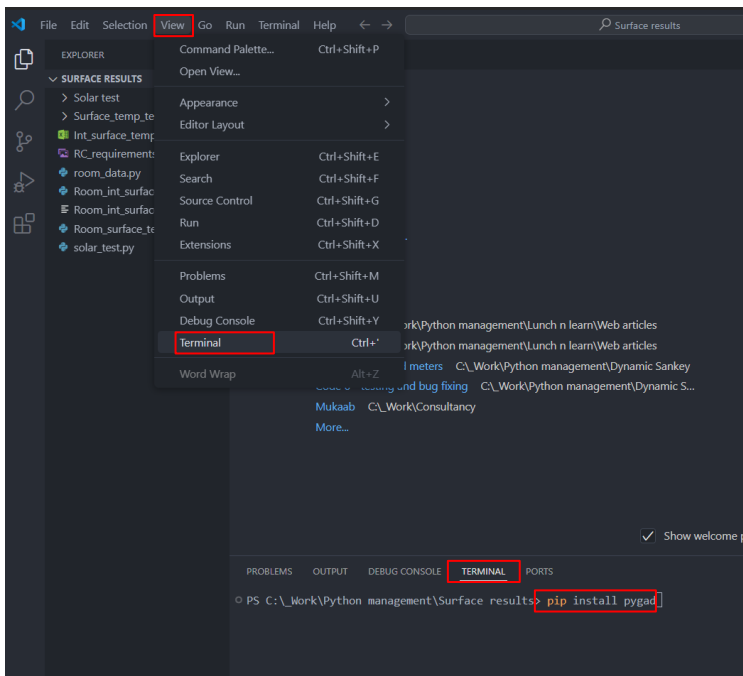 File Edit Selection View Go Run Terminal Help ← → Surface results
EXPLORER
SURFACE RESULTS
Solar test
Surface_temp_te
Int_surface_temp
RC_requirements
room_data.py
Room_int_surfac
Room_int_surfac
Room_surface_te
solar_test.py
Command Palette... Ctrl+Shift+P
Open View...
Appearance
Editor Layout
Explorer Ctrl+Shift+E
Search Ctrl+Shift+F
Source Control Ctrl+Shift+G
Run Ctrl+Shift+D
Extensions Ctrl+Shift+X
Problems Ctrl+Shift+M
Output Ctrl+Shift+U
Debug Console Ctrl+Shift+Y
Terminal Ctrl+'
Word Wrap Alt+Z
ork\Python management\Lunch n learn\Web articles
ork\Python management\Lunch n learn\Web articles
l meters C:\_Work\Python management\Dynamic Sankey
testing and bug fixing C:\_Work\Python management\Dynamic S...
Mukaab C:\_Work\Consultancy
More...
Show welcome p
PROBLEMS OUTPUT DEBUG CONSOLE TERMINAL PORTS
PS C:\_Work\Python management\Surface results> pip install pygad